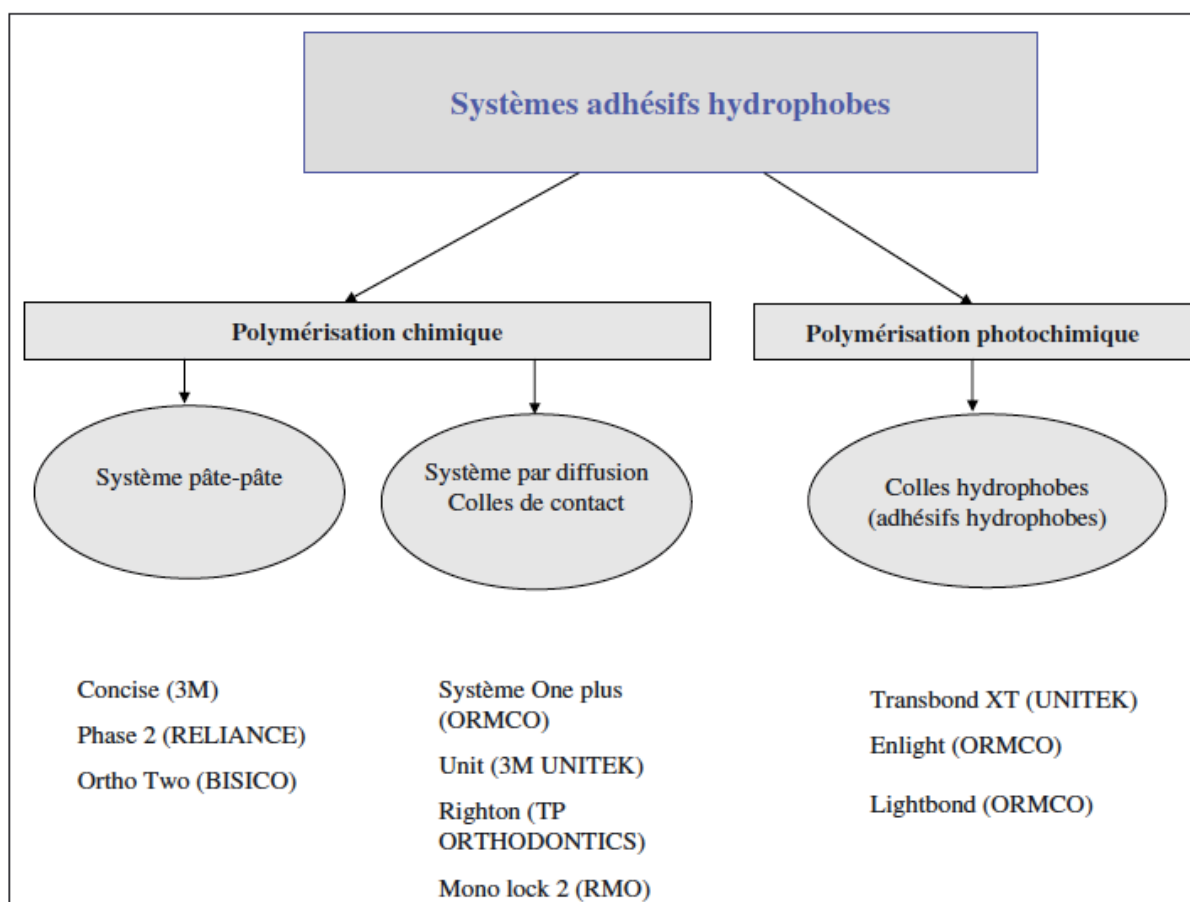 Systèmes adhésifs hydrophobes
Polymérisation chimique
Polymérisation photochimique
Système pâte-pâte
Système par diffusion
Colles de contact
Colles hydrophobes
(adhésifs hydrophobes)
Concise (3M)
Phase 2 (RELIANCE)
Ortho Two (BISICO)
Système One plus
(ORMCO)
Unit (3M UNITEK)
Righton (TP
ORTHODONTICS)
Mono lock 2 (RMO)
Transbond XT (UNITEK)
Enlight (ORMCO)
Lightbond (ORMCO)